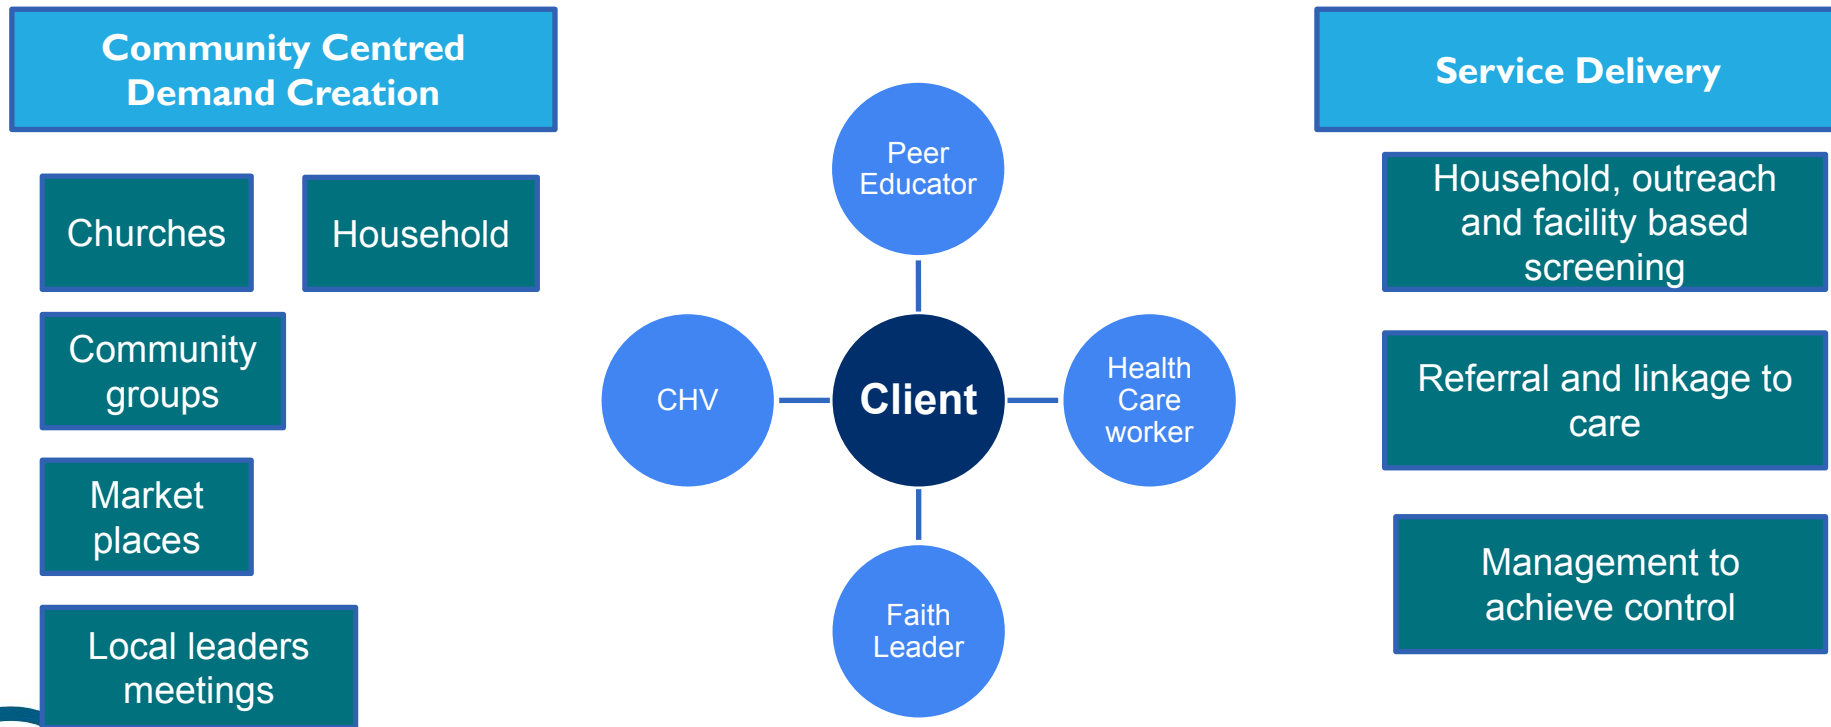 Community Centred
Demand Creation
Churches
Household
Community
groups
Market
places
Local leaders
meetings
Peer
Educator
CHV
Client
Health
Care
worker
Faith
Leader
Service Delivery
Household, outreach
and facility based
screening
Referral and linkage to
care
Management to
achieve control